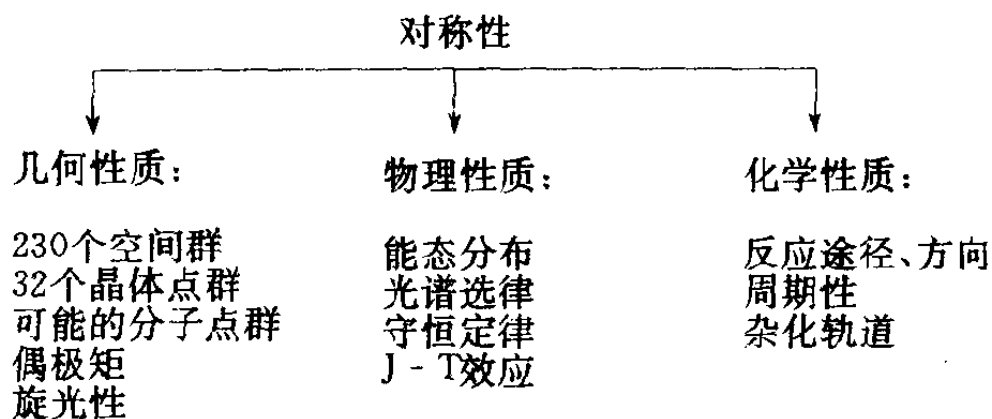 对称性
几何性质：
230个空间群
32个晶体点群
可能的分子点群
偶极矩
旋光性
物理性质：
能态分布
光谱选律
守恒定律
J - T效应
化学性质：
反应途径、方向
周期性
杂化轨道